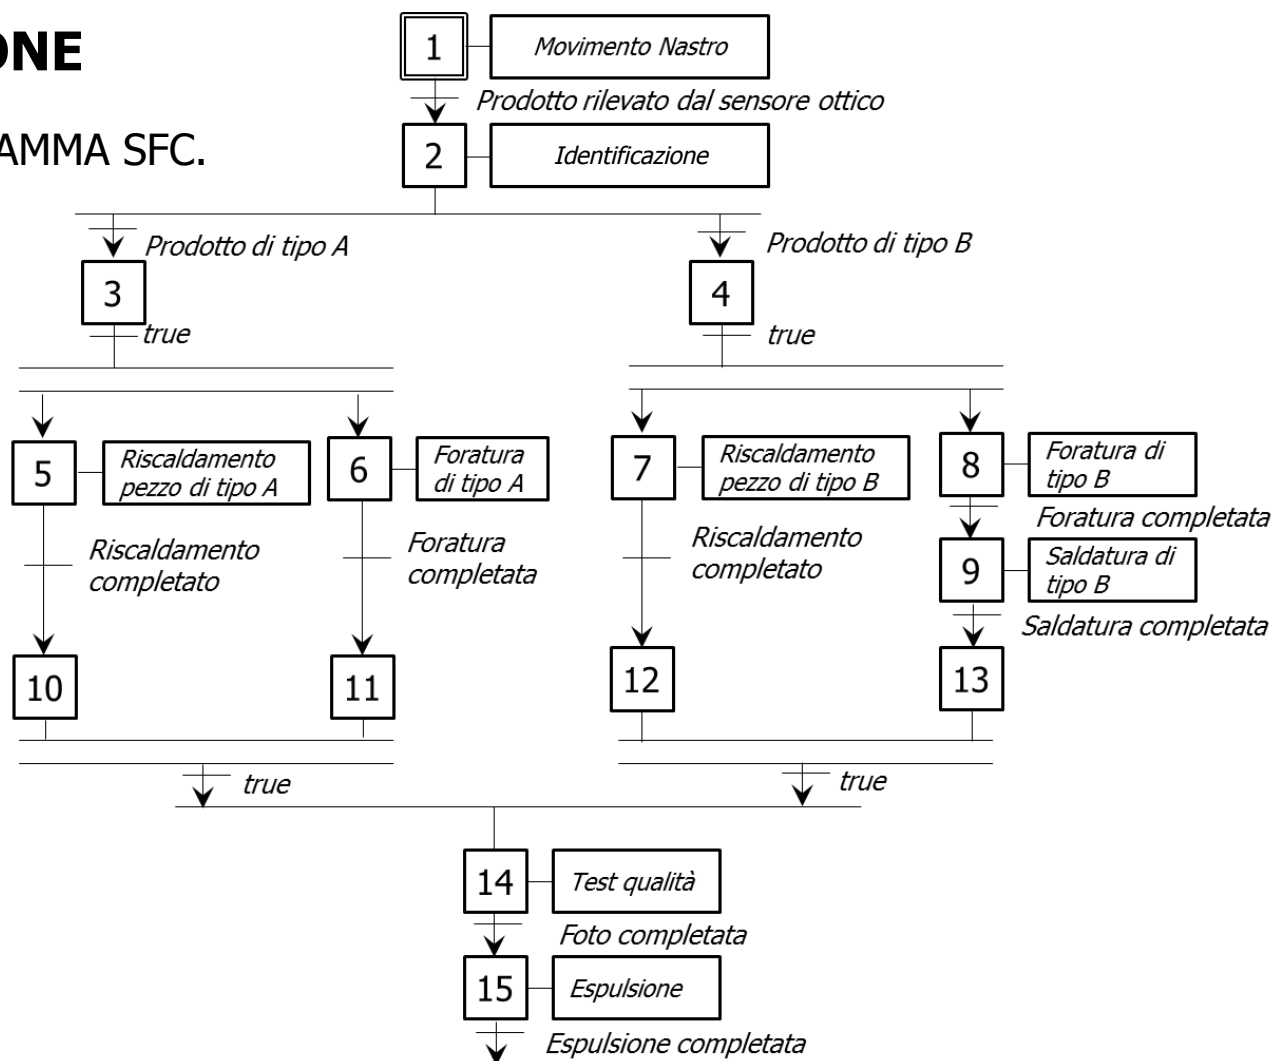 ONE
AMMA SFC.
1
Movimento Nastro
Prodotto rilevato dal sensore ottico
2
Identificazione
Prodotto di tipo A
Prodotto di tipo B
3
4
true
true
5
Riscaldamento
pezzo di tipo A
6
Foratura
di tipo A
7
Riscaldamento
pezzo di tipo B
8
Foratura di
tipo B
Foratura completata
Riscaldamento
completato
Foratura
completata
Riscaldamento
completato
9
Saldatura di
tipo B
Saldatura completata
10
11
12
13
true
true
14
Test qualità
Foto completata
15
Espulsione
Espulsione completata